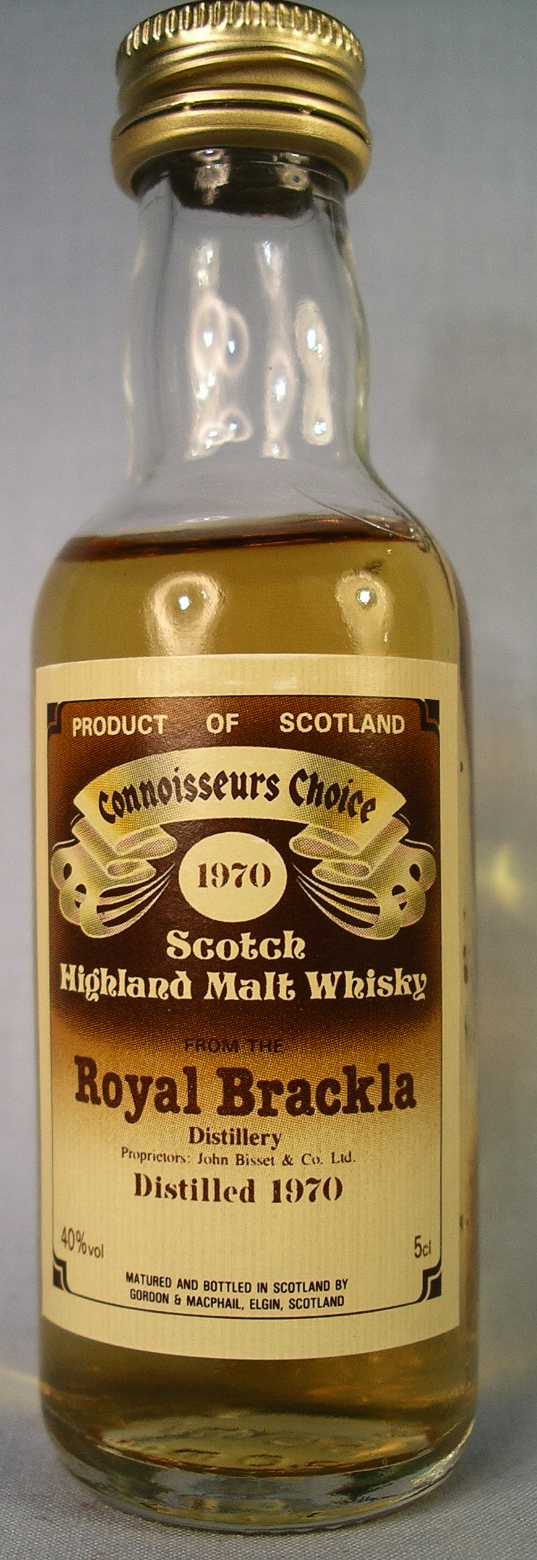 PRODUCT OF SCOTLAND
Connoisseurs Choice
1970
Scotch
Highland Malt Whisky
FROM THE
Royal Brackla
Distillery
Proprietors: John Bisset & Co. Ltd.
Distilled 1970
40%vol 5cl
MATURED AND BOTTLED IN SCOTLAND BY
GORDON & MACPHAIL, ELGIN, SCOTLAND